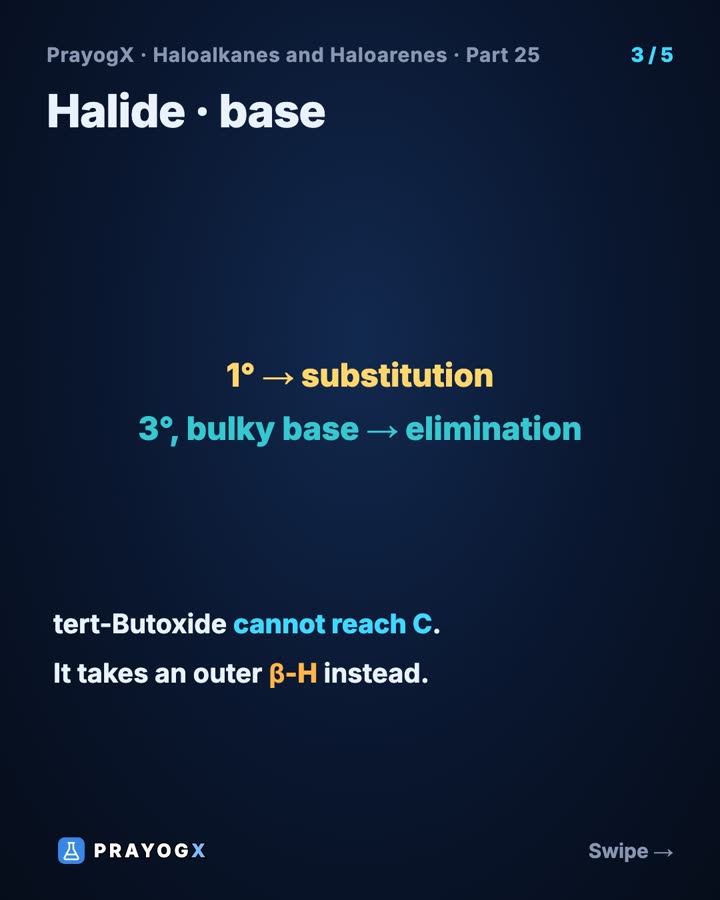 PrayogX · Haloalkanes and Haloarenes · Part 25
3 / 5
Halide · base
1° → substitution
3°, bulky base → elimination
tert-Butoxide cannot reach C.
It takes an outer β-H instead.
PRAYOGX
Swipe →